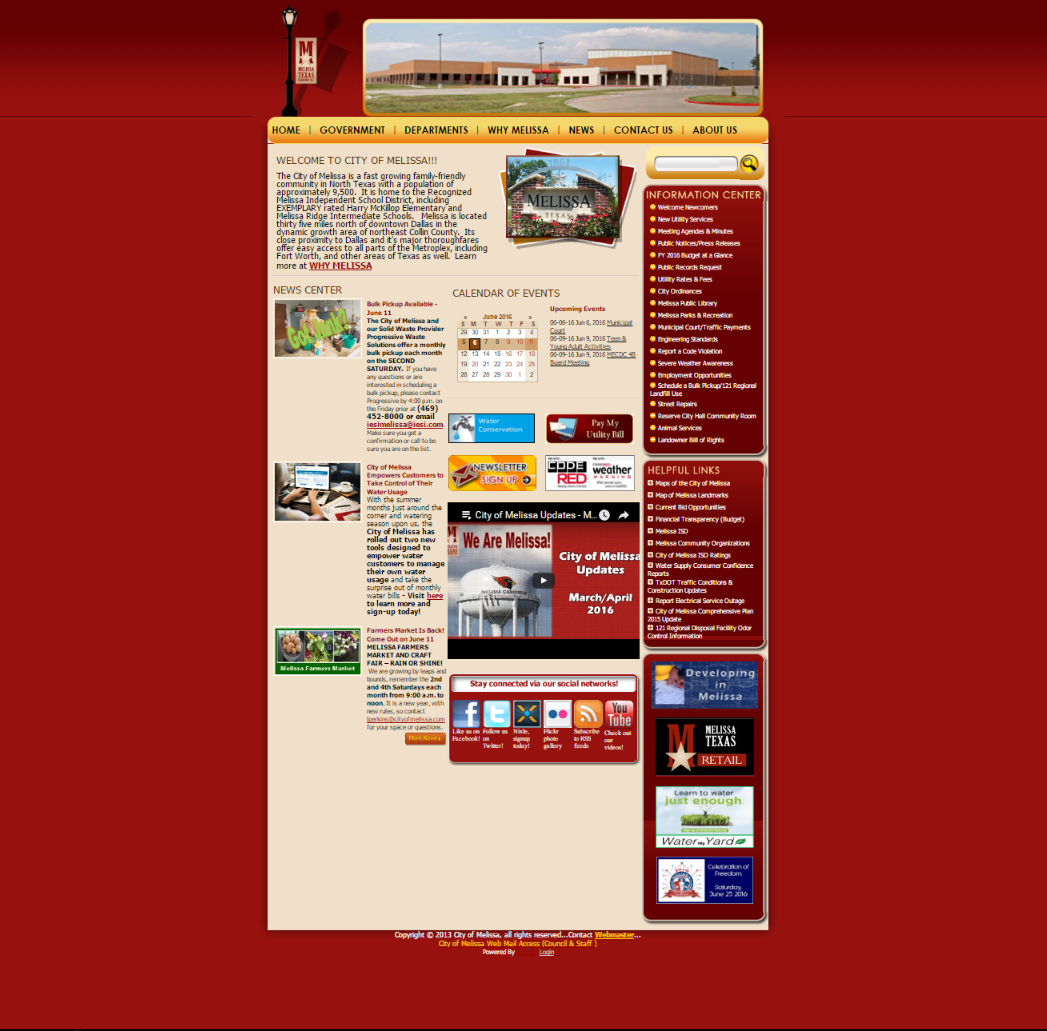 M
MELISSA
TEXAS
HOME | GOVERNMENT | DEPARTMENTS | WHY MELISSA | NEWS | CONTACT US | ABOUT US
WELCOME TO CITY OF MELISSA!!!
The City of Melissa is a fast growing family-friendly
community in North Texas with a population of
approximately 9,500. It is home to the Recognized
Melissa Independent School District, including
EXEMPLARY rated Harry McKillop Elementary and
Melissa Ridge Intermediate Schools. Melissa is located
thirty five miles north of downtown Dallas in the
dynamic growth area of northeast Collin County. Its
close proximity to Dallas and it's major thoroughfares
offer easy access to all parts of the Metroplex, including
Fort Worth, and other areas of Texas as well. Learn
more at WHY MELISSA
MELISSA
TEXAS
NEWS CENTER
Got Junk?
Bulk Pickup Available -
June 11
The City of Melissa and
our Solid Waste Provider
Progressive Waste
Solutions offer a monthly
bulk pickup each month
on the SECOND
SATURDAY. If you have
any questions or are
interested in scheduling a
bulk pickup, please contact
Progressive by 4:00 p.m. on
the Friday prior at (469)
452-8000 or email
iesimelissa@iesi.com.
Make sure you get a
confirmation or call to be
sure you are on the list.
City of Melissa
Empowers Customers to
Take Control of Their
Water Usage
With the summer
months just around the
corner and watering
season upon us, the
City of Melissa has
rolled out two new
tools designed to
empower water
customers to manage
their own water
usage and take the
surprise out of monthly
water bills - Visit here
to learn more and
sign-up today!
Melissa Farmers Market
Farmers Market Is Back!
Come Out on June 11
MELISSA FARMERS
MARKET AND CRAFT
FAIR – RAIN OR SHINE!
We are growing by leaps and
bounds, remember the 2nd
and 4th Saturdays each
month from 9:00 a.m. to
noon. It is a new year, with
new rules, so contact
lperkins@cityofmelissa.com
for your space or questions.
More News
CALENDAR OF EVENTS
« June 2016 »
S M T W T F S
29 30 31 1 2 3 4
5 6 7 8 9 10 11
12 13 14 15 16 17 18
19 20 21 22 23 24 25
26 27 28 29 30 1 2
Upcoming Events
06-06-16 Jun 6, 2016 Municipal
Court
06-09-16 Jun 9, 2016 Teen &
Young Adult Activities
06-09-16 Jun 9, 2016 MECDC 4B
Board Meeting
Water
Conservation
Pay My
Utility Bill
NEWSLETTER
SIGN UP
CODE
RED
weather
WARNING
City of Melissa Updates - M...
We Are Melissa!
MELISSA CARDINALS
City of Melissa
Updates
March/April
2016
Stay connected via our social networks!
You
Tube
Like us on
Facebook!
Follow us
on
Twitter!
Nixle,
signup
today!
Flickr
photo
gallery
Subscribe
to RSS
feeds
Check out
our
videos!
INFORMATION CENTER
Welcome Newcomers
New Utility Services
Meeting Agendas & Minutes
Public Notices/Press Releases
FY 2016 Budget at a Glance
Public Records Request
Utility Rates & Fees
City Ordinances
Melissa Public Library
Melissa Parks & Recreation
Municipal Court/Traffic Payments
Engineering Standards
Report a Code Violation
Severe Weather Awareness
Employment Opportunities
Schedule a Bulk Pickup/121 Regional
Landfill Use
Street Repairs
Reserve City Hall Community Room
Animal Services
Landowner Bill of Rights
HELPFUL LINKS
Maps of the City of Melissa
Map of Melissa Landmarks
Current Bid Opportunities
Financial Transparency (Budget)
Melissa ISD
Melissa Community Organizations
City of Melissa ISO Ratings
Water Supply Consumer Confidence
Reports
TxDOT Traffic Conditions &
Construction Updates
Report Electrical Service Outage
City of Melissa Comprehensive Plan
2015 Update
121 Regional Disposal Facility Odor
Control Information
Developing
in
Melissa
M
MELISSA
TEXAS
RETAIL
Learn to water
just enough
Water My Yard
Celebration of
Freedom
Saturday,
June 25 2016
Copyright © 2013 City of Melissa, all rights reserved...Contact Webmaster...
City of Melissa Web Mail Access (Council & Staff )
Powered By Login